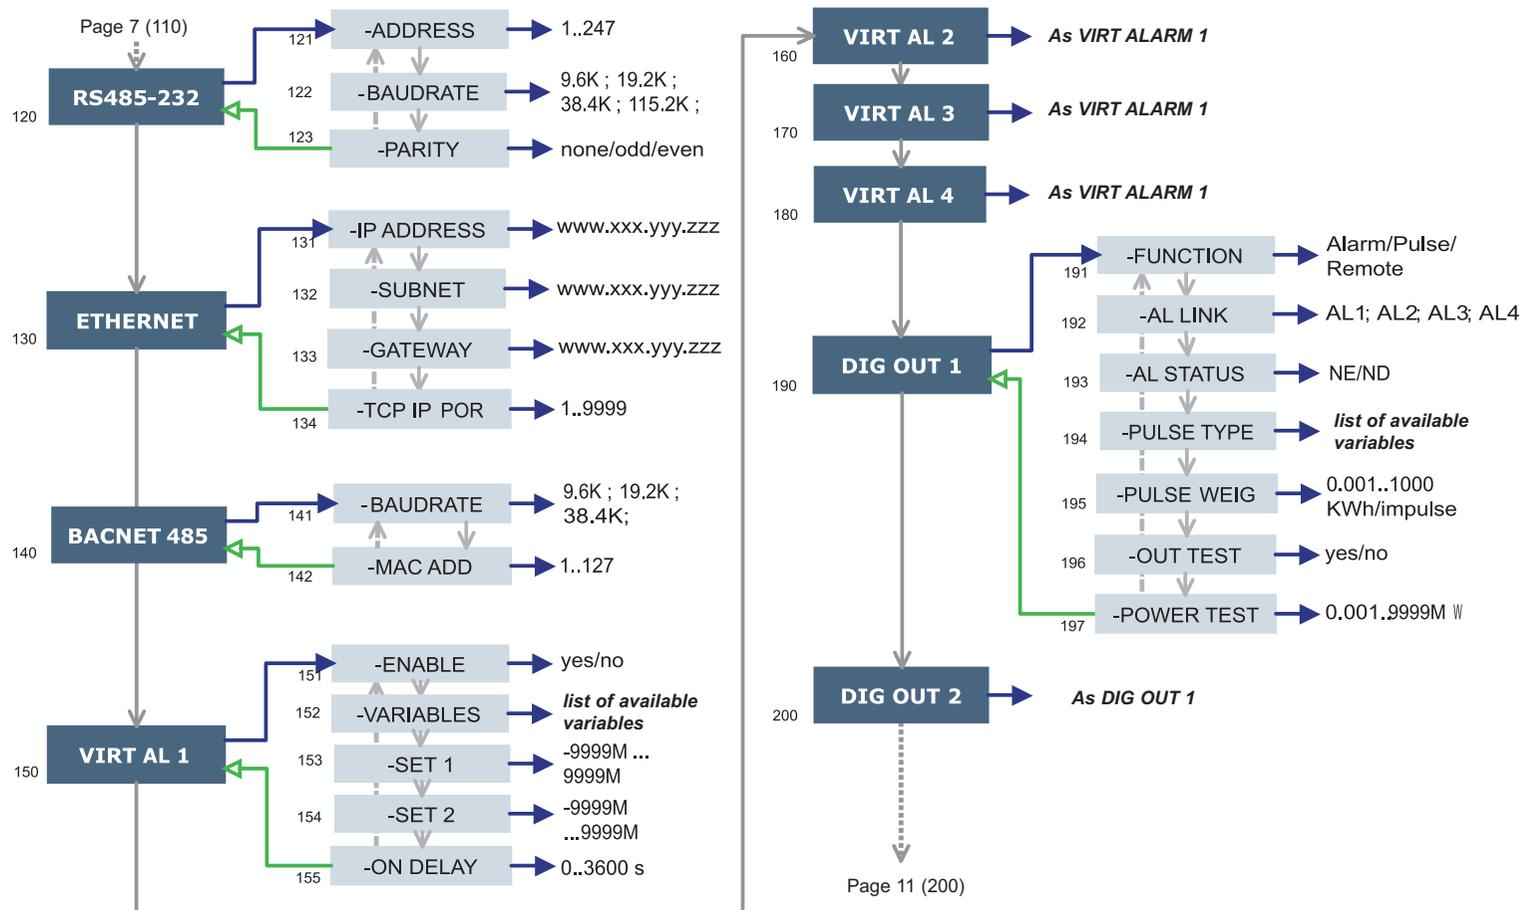 Page 7 (110)
120
RS485-232
121
-ADDRESS
1..247
122
-BAUDRATE
9.6K ; 19.2K ;
38.4K ; 115.2K ;
123
-PARITY
none/odd/even
130
ETHERNET
131
-IP ADDRESS
www.xxx.yyy.zzz
132
-SUBNET
www.xxx.yyy.zzz
133
-GATEWAY
www.xxx.yyy.zzz
134
-TCP IP POR
1..9999
140
BACNET 485
141
-BAUDRATE
9.6K ; 19.2K ;
38.4K;
142
-MAC ADD
1..127
150
VIRT AL 1
151
-ENABLE
yes/no
152
-VARIABLES
list of available
variables
153
-SET 1
-9999M ...
9999M
154
-SET 2
-9999M
...9999M
155
-ON DELAY
0..3600 s
160
VIRT AL 2
As VIRT ALARM 1
170
VIRT AL 3
As VIRT ALARM 1
180
VIRT AL 4
As VIRT ALARM 1
190
DIG OUT 1
191
-FUNCTION
Alarm/Pulse/
Remote
192
-AL LINK
AL1; AL2; AL3; AL4
193
-AL STATUS
NE/ND
194
-PULSE TYPE
list of available
variables
195
-PULSE WEIG
0.001..1000
KWh/impulse
196
-OUT TEST
yes/no
197
-POWER TEST
0.001..9999M W
200
DIG OUT 2
As DIG OUT 1
Page 11 (200)